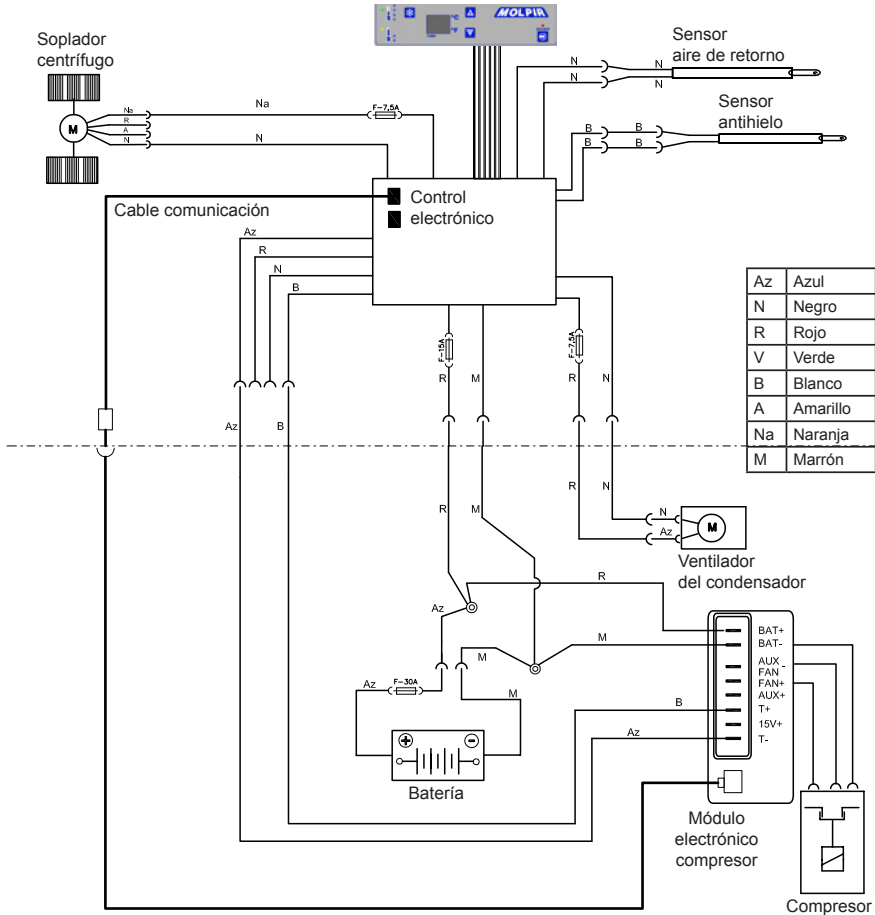 MOLPIR
°C
°F
Soplador
centrífugo
Sensor
aire de retorno
N
N
N
N
Sensor
antihielo
B
B
B
B
Na
R
A
N
M
Na
N
F-7,5A
Cable comunicación
Control
electrónico
Az
R
N
B
F-15A
F-7,5A
R
M
R
N
Az
B
Az Azul
N Negro
R Rojo
V Verde
B Blanco
A Amarillo
Na Naranja
M Marrón
R
M
R
N
N
Az
M
Ventilador
del condensador
R
Az
M
M
Az
F-30A
M
Batería
B
Az
BAT+
BAT-
AUX -
FAN
FAN+
AUX+
T+
15V+
T-
Módulo
electrónico
compresor
Compresor